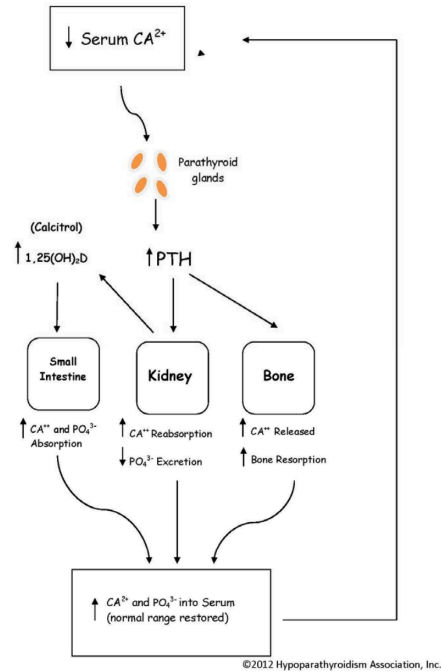 ↓ Serum CA²⁺
Parathyroid
glands
(Calcitrol)
↑ 1,25(OH)₂D
↑PTH
Small
Intestine
Kidney
Bone
↑ CA⁺⁺ and PO₄³⁻
Absorption
↑ CA⁺⁺ Reabsorption
↓ PO₄³⁻ Excretion
↑ CA⁺⁺ Released
↑ Bone Resorption
↑ CA²⁺ and PO₄³⁻ into Serum
(normal range restored)
©2012 Hypoparathyroidism Association, Inc.